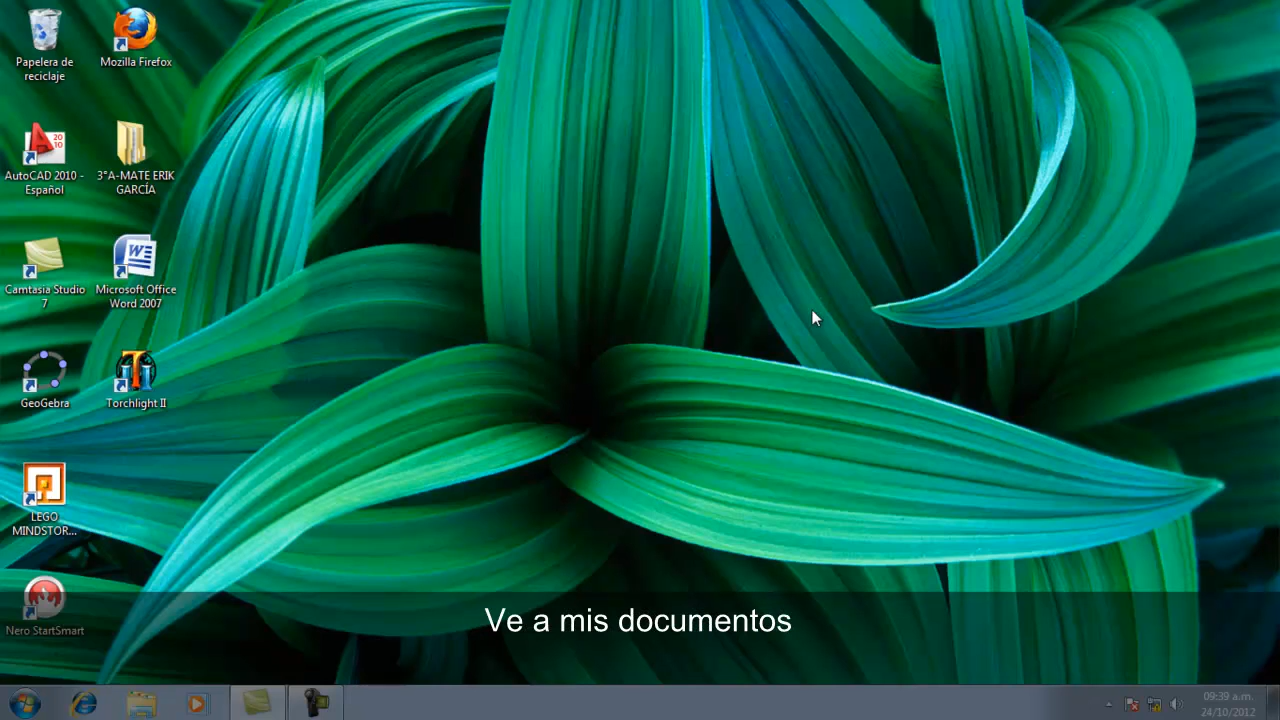 Papelera de
reciclaje
Mozilla Firefox
AutoCAD 2010 -
Español
3°A-MATE ERIK
GARCÍA
Camtasia Studio
7
Microsoft Office
Word 2007
GeoGebra
Torchlight II
LEGO
MINDSTOR...
Nero StartSmart
Ve a mis documentos
09:39 a.m.
24/10/2012